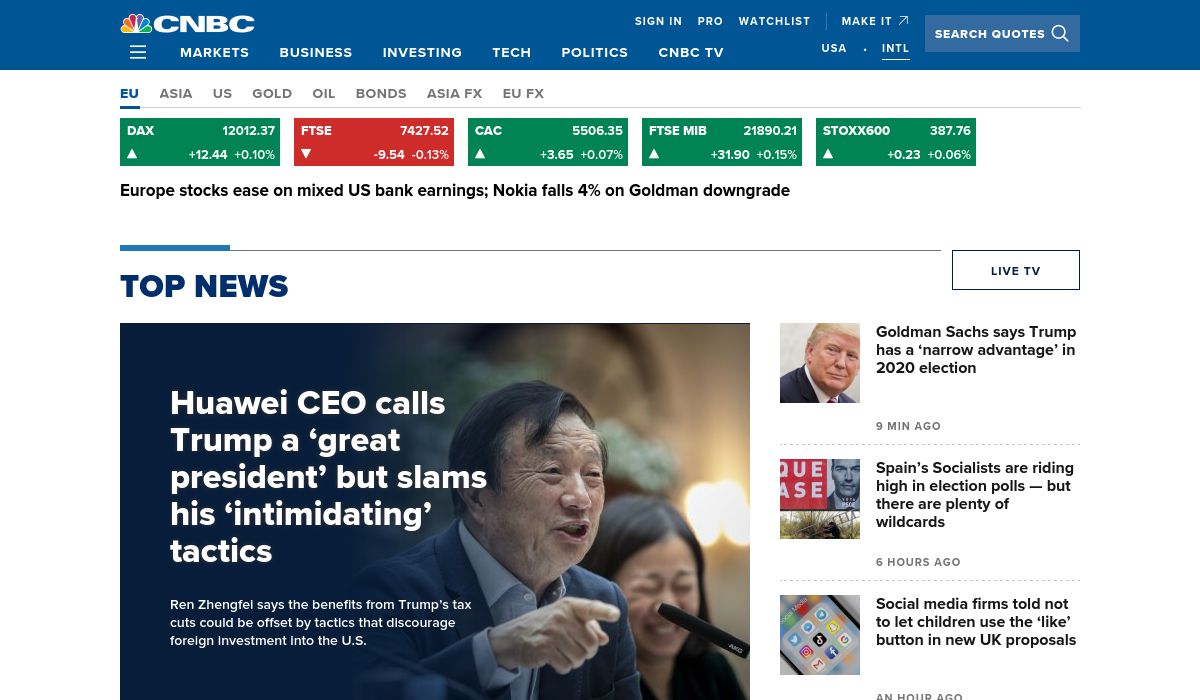 CNBC
SIGN IN PRO WATCHLIST MAKE IT
SEARCH QUOTES
MARKETS BUSINESS INVESTING TECH POLITICS CNBC TV
USA · INTL
EU ASIA US GOLD OIL BONDS ASIA FX EU FX
DAX 12012.37
+12.44 +0.10%
FTSE 7427.52
-9.54 -0.13%
CAC 5506.35
+3.65 +0.07%
FTSE MIB 21890.21
+31.90 +0.15%
STOXX600 387.76
+0.23 +0.06%
Europe stocks ease on mixed US bank earnings; Nokia falls 4% on Goldman downgrade
TOP NEWS
LIVE TV
Huawei CEO calls
Trump a ‘great
president’ but slams
his ‘intimidating’
tactics
Ren Zhengfei says the benefits from Trump’s tax
cuts could be offset by tactics that discourage
foreign investment into the U.S.
AKG
Goldman Sachs says Trump
has a ‘narrow advantage’ in
2020 election
9 MIN AGO
QUE
ASE
VOTA
PSOE
Spain’s Socialists are riding
high in election polls — but
there are plenty of
wildcards
6 HOURS AGO
Social Media
Social media firms told not
to let children use the ‘like’
button in new UK proposals
AN HOUR AGO